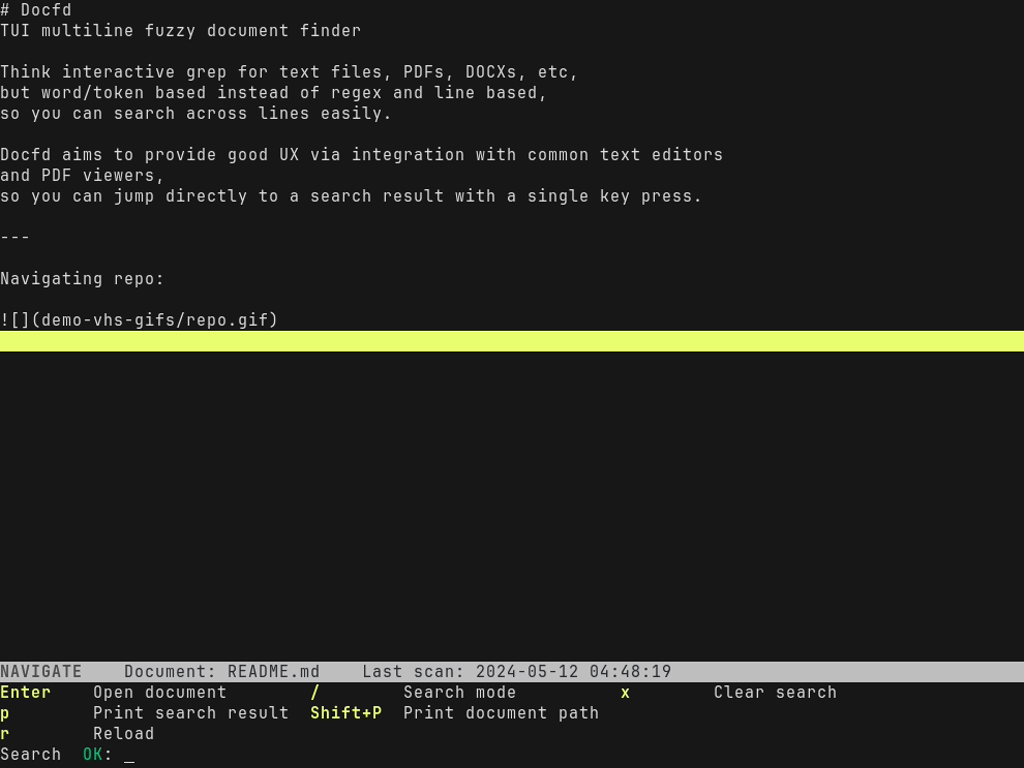 # Docfd
TUI multiline fuzzy document finder
Think interactive grep for text files, PDFs, DOCXs, etc,
but word/token based instead of regex and line based,
so you can search across lines easily.
Docfd aims to provide good UX via integration with common text editors
and PDF viewers,
so you can jump directly to a search result with a single key press.
---
Navigating repo:
![](demo-vhs-gifs/repo.gif)
NAVIGATE    Document: README.md    Last scan: 2024-05-12 04:48:19
Enter    Open document        /        Search mode          x        Clear search
p        Print search result  Shift+P  Print document path
r        Reload
Search  OK: _